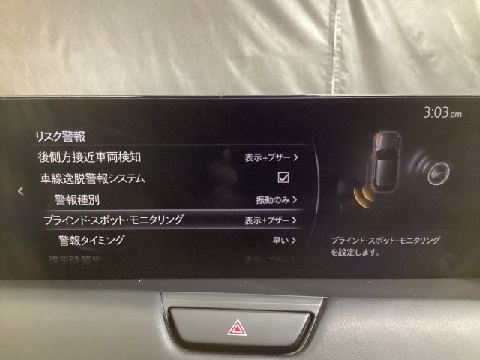 3:03 pm
リスク警報
後側方接近車両検知 表示+ブザー
車線逸脱警報システム
警報種別 振動のみ
ブラインド・スポット・モニタリング 表示+ブザー
警報タイミング 早い
ブラインド・スポット・モニタリング
を設定します。